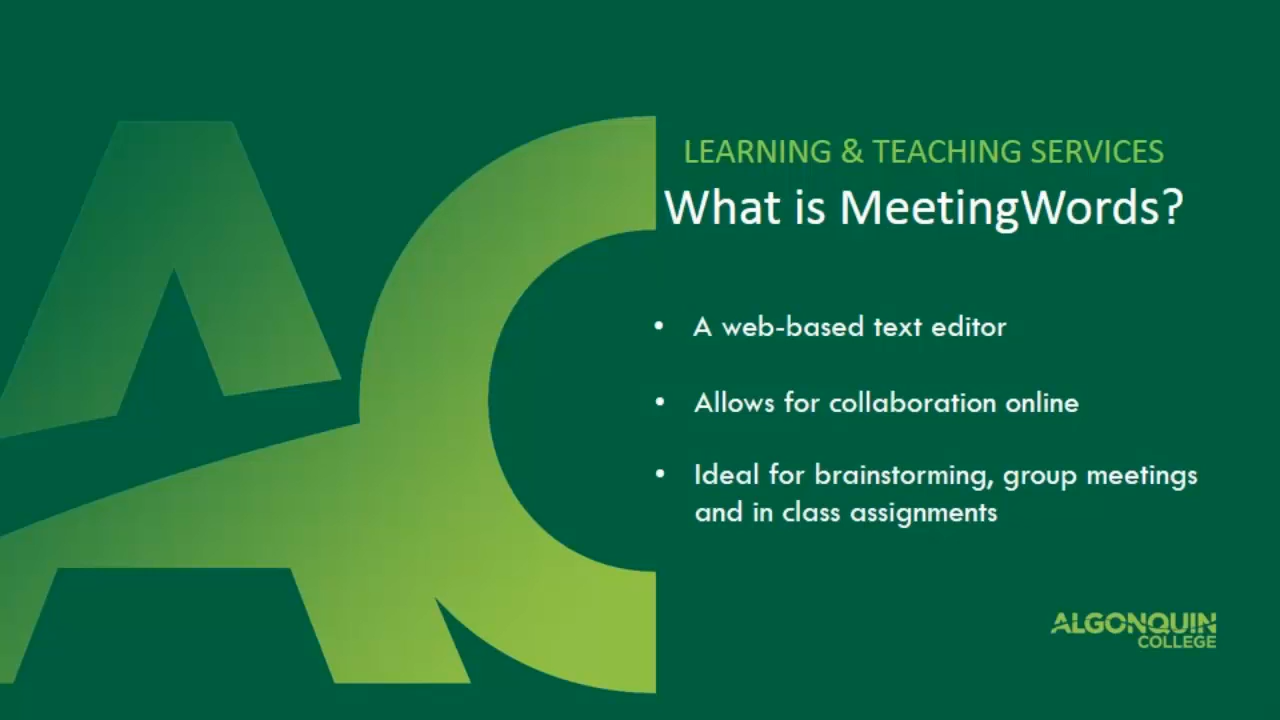 AC
LEARNING & TEACHING SERVICES
What is MeetingWords?
• A web-based text editor
• Allows for collaboration online
• Ideal for brainstorming, group meetings
and in class assignments
ALGONQUIN
COLLEGE